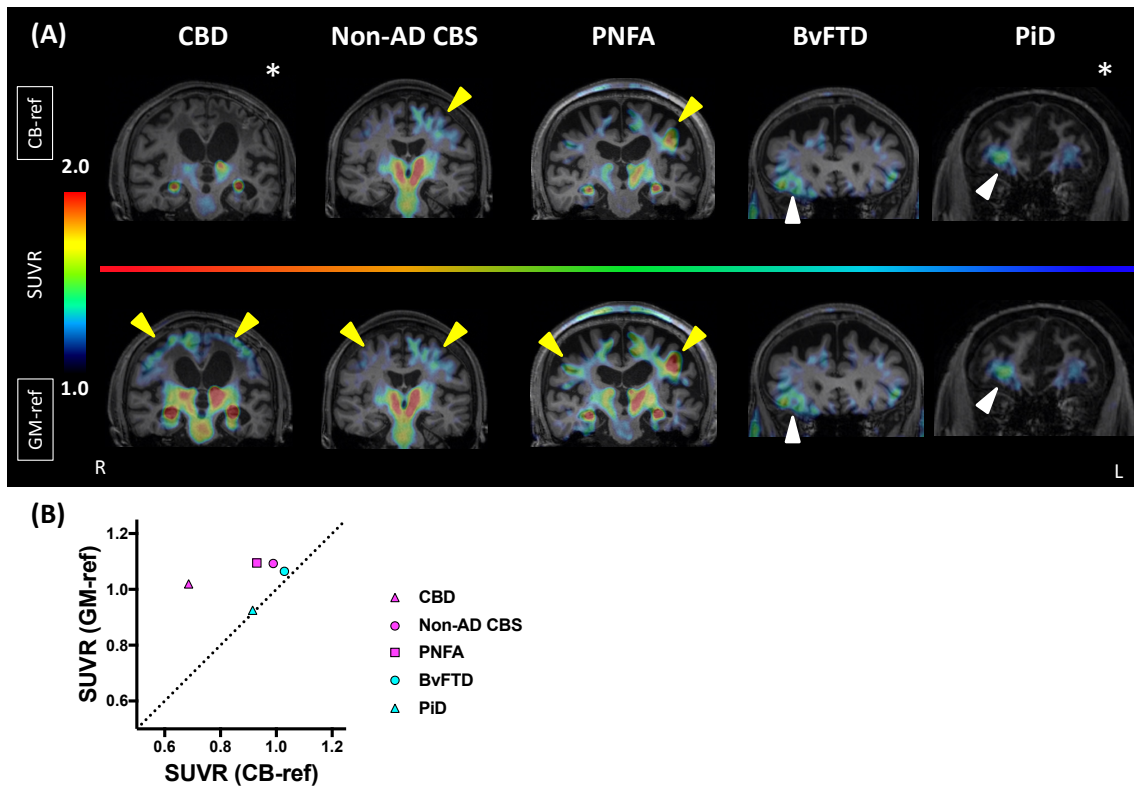 (A)
CBD Non-AD CBS PNFA BvFTD PiD
* *
CB-ref
2.0
SUVR
1.0
GM-ref
R L
(B)
SUVR (GM-ref)
1.2
1.0
0.8
0.6
0.6 0.8 1.0 1.2
SUVR (CB-ref)
CBD
Non-AD CBS
PNFA
BvFTD
PiD